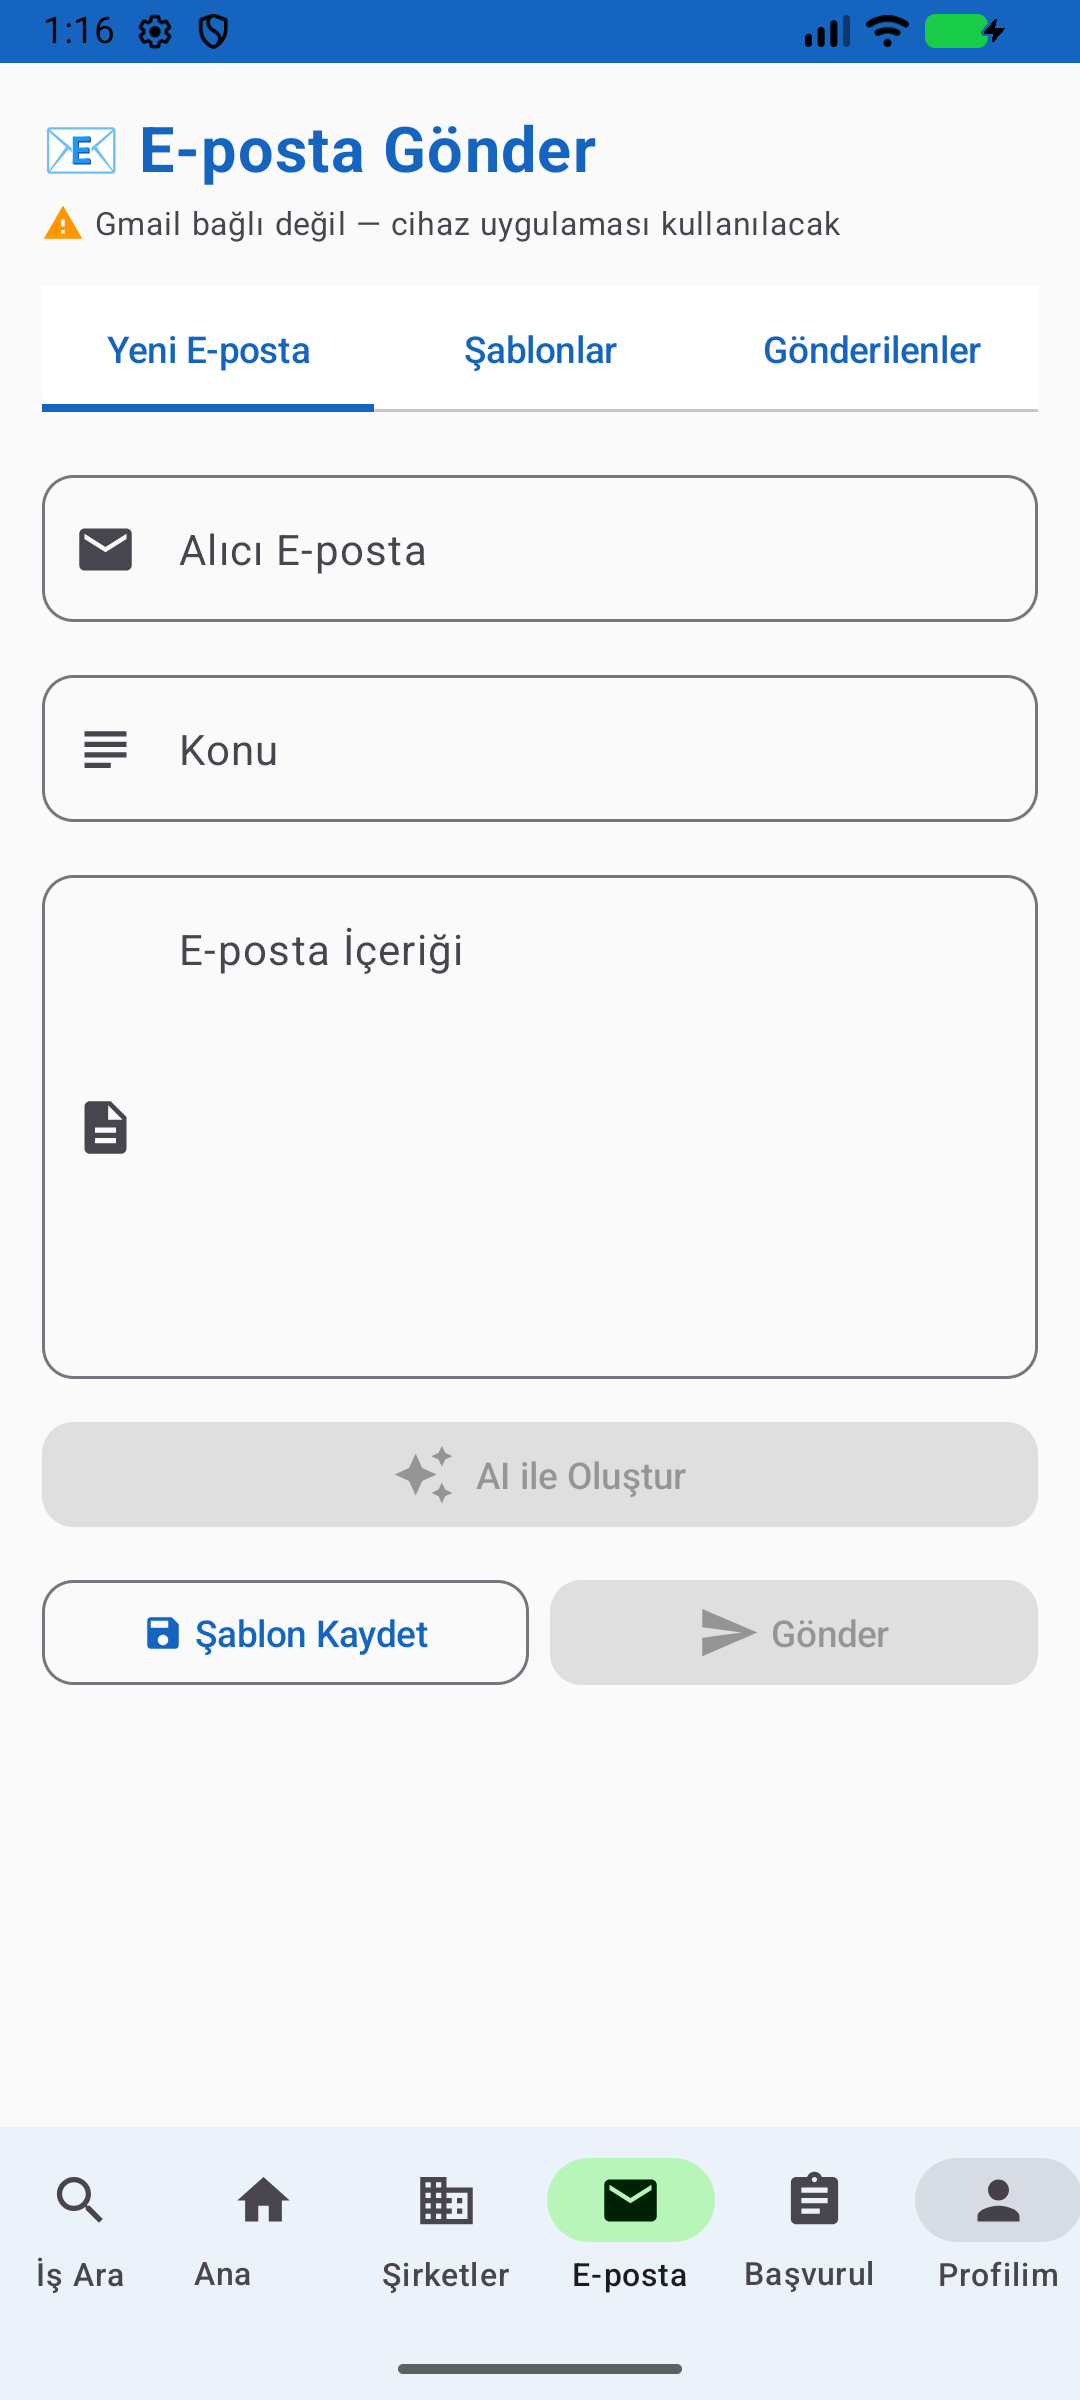 1:16
E-posta Gönder
Gmail bağlı değil — cihaz uygulaması kullanılacak
Yeni E-posta
Şablonlar
Gönderilenler
Alıcı E-posta
Konu
E-posta İçeriği
AI ile Oluştur
Şablon Kaydet
Gönder
İş Ara
Ana
Şirketler
E-posta
Başvurul
Profilim